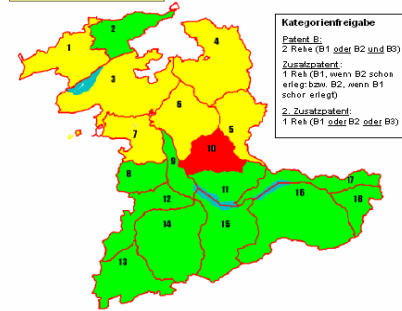 Kategorienfreigabe
Patent B:
2 Rehe (B1 oder B2 und B3)
Zusatzpatent:
1 Reh (B1, wenn B2 schon
erleg: bzw. B2, wenn B1
schor erlegt)
2. Zusatzpatent:
1 Reh (B1 oder B2 oder B3)
1
2
4
3
6
5
7
10
9
8
11
17
16
18
12
14
15
13